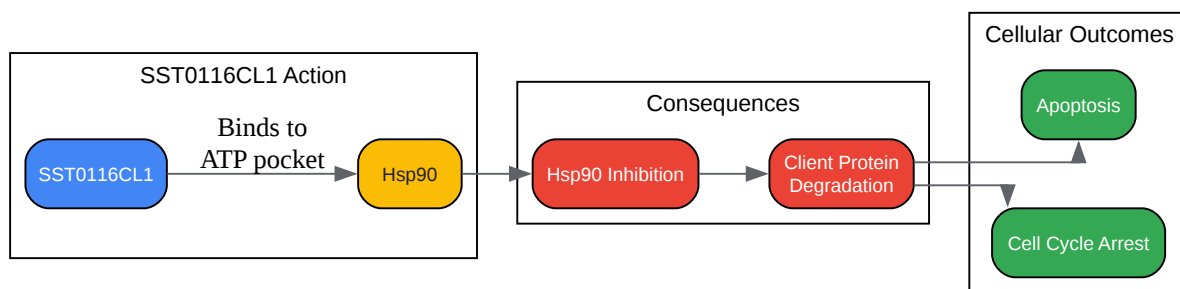 SST0116CL1 Action
SST0116CL1
Binds to
ATP pocket
Hsp90
Consequences
Hsp90 Inhibition
Client Protein
Degradation
Cellular Outcomes
Apoptosis
Cell Cycle Arrest